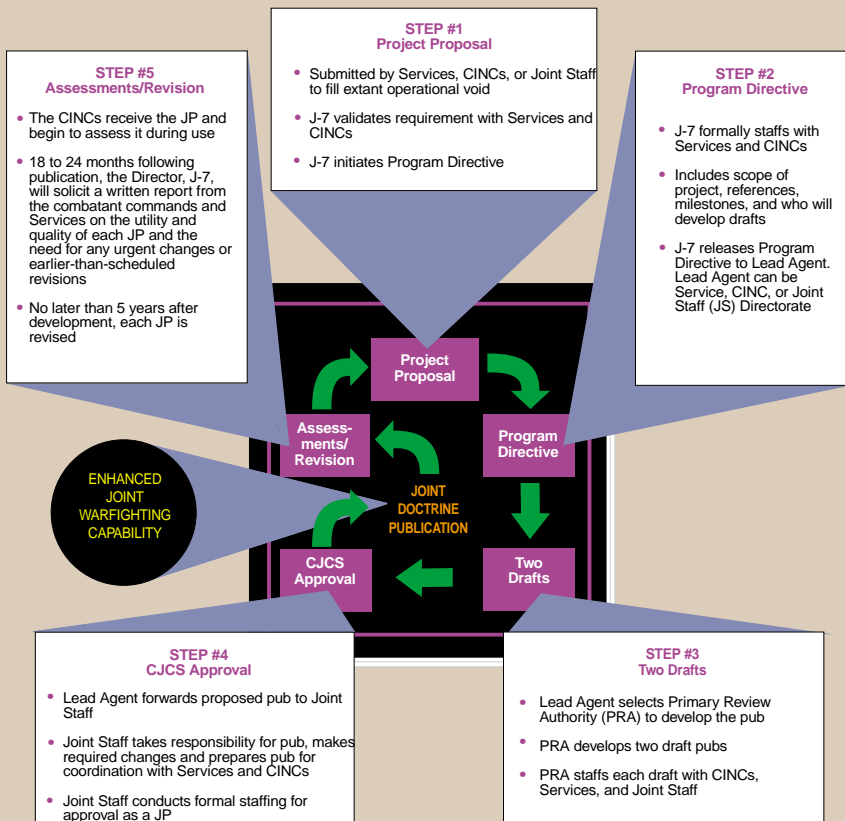 STEP #1
Project Proposal
• Submitted by Services, CINCs, or Joint Staff
to fill extant operational void
• J-7 validates requirement with Services and
CINCs
• J-7 initiates Program Directive
STEP #5
Assessments/Revision
• The CINCs receive the JP and
begin to assess it during use
• 18 to 24 months following
publication, the Director, J-7,
will solicit a written report from
the combatant commands and
Services on the utility and
quality of each JP and the
need for any urgent changes or
earlier-than-scheduled
revisions
• No later than 5 years after
development, each JP is
revised
STEP #2
Program Directive
• J-7 formally staffs with
Services and CINCs
• Includes scope of
project, references,
milestones, and who will
develop drafts
• J-7 releases Program
Directive to Lead Agent.
Lead Agent can be
Service, CINC, or Joint
Staff (JS) Directorate
Project
Proposal
Assess-
ments/
Revision
Program
Directive
ENHANCED
JOINT
WARFIGHTING
CAPABILITY
JOINT
DOCTRINE
PUBLICATION
CJCS
Approval
Two
Drafts
STEP #4
CJCS Approval
• Lead Agent forwards proposed pub to Joint
Staff
• Joint Staff takes responsibility for pub, makes
required changes and prepares pub for
coordination with Services and CINCs
• Joint Staff conducts formal staffing for
approval as a JP
STEP #3
Two Drafts
• Lead Agent selects Primary Review
Authority (PRA) to develop the pub
• PRA develops two draft pubs
• PRA staffs each draft with CINCs,
Services, and Joint Staff